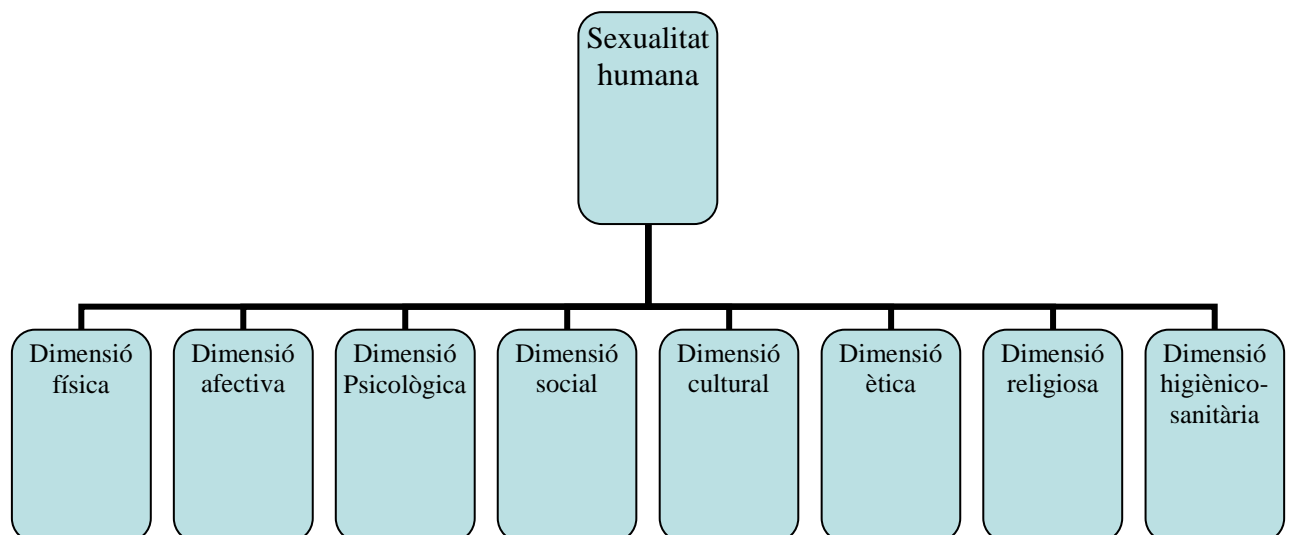 Sexualitat
humana
Dimensió
física
Dimensió
afectiva
Dimensió
Psicològica
Dimensió
social
Dimensió
cultural
Dimensió
ètica
Dimensió
religiosa
Dimensió
higiènico-
sanitària